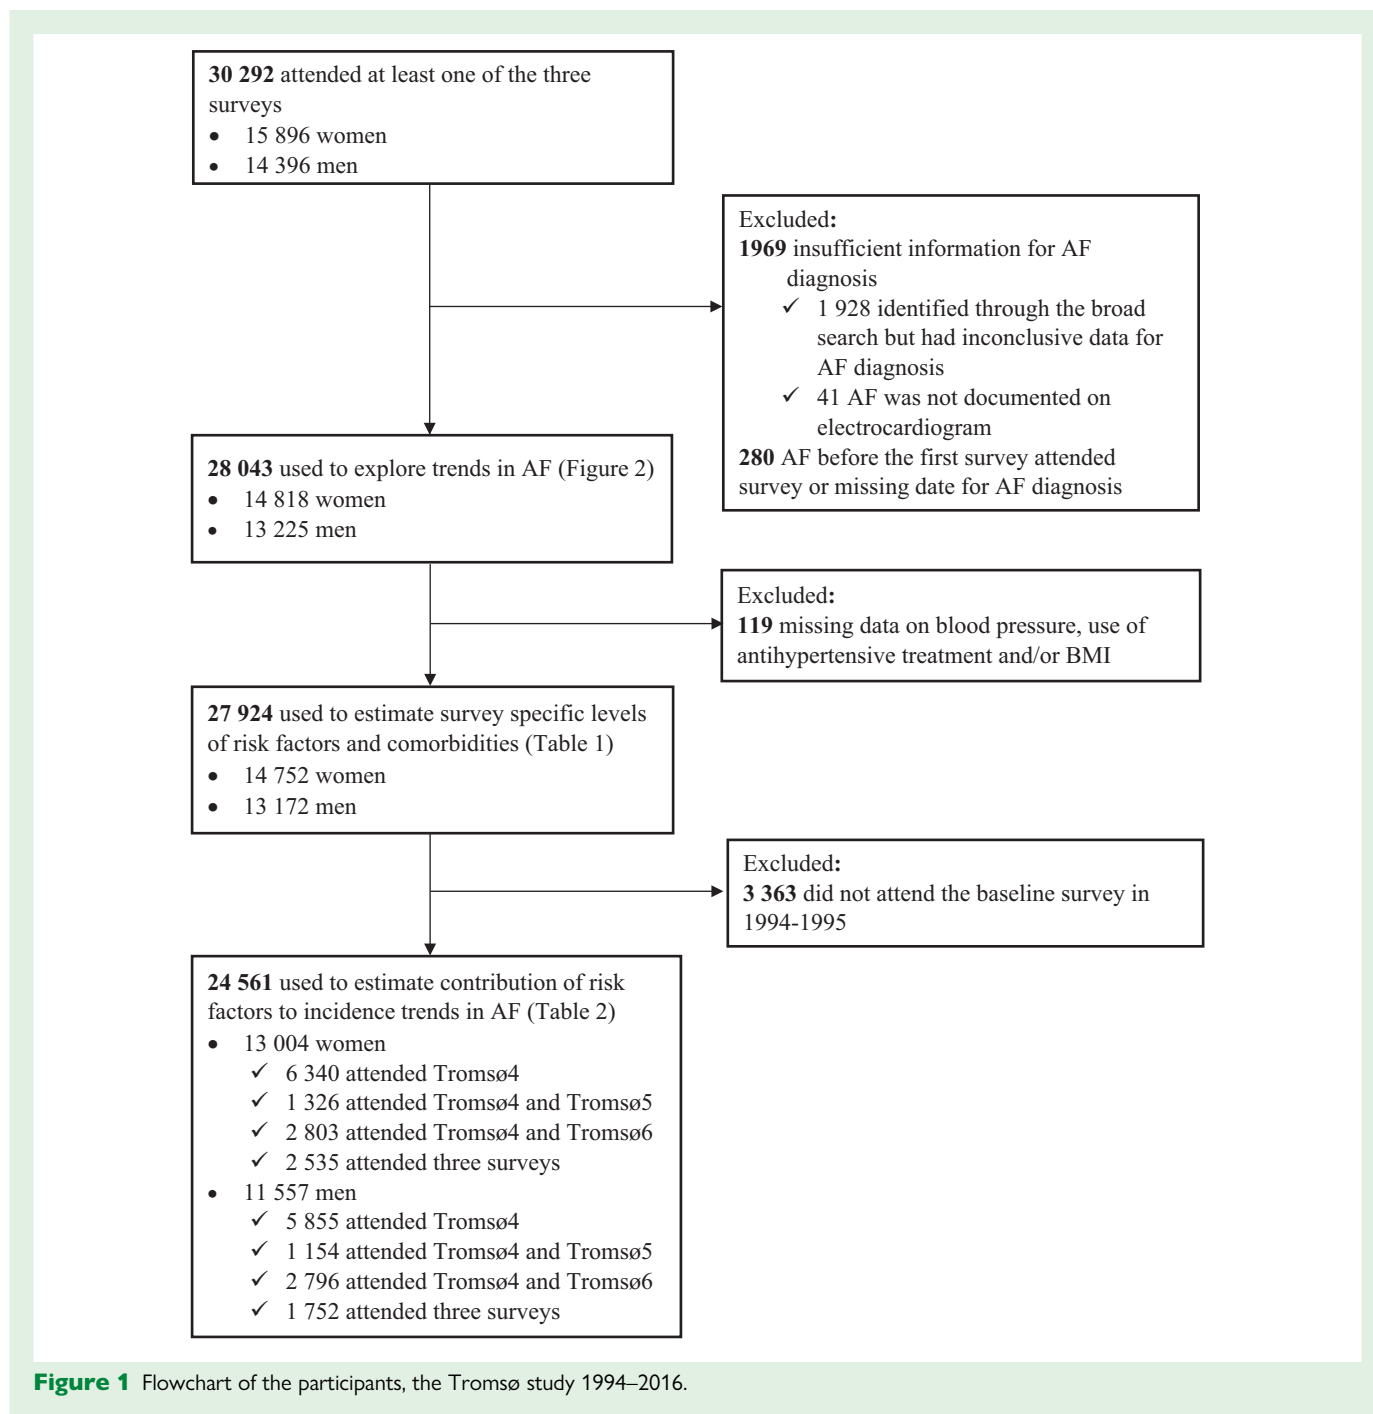 30 292 attended at least one of the three
surveys
• 15 896 women
• 14 396 men
Excluded:
1969 insufficient information for AF
diagnosis
✓ 1 928 identified through the broad
search but had inconclusive data for
AF diagnosis
✓ 41 AF was not documented on
electrocardiogram
280 AF before the first survey attended
survey or missing date for AF diagnosis
28 043 used to explore trends in AF (Figure 2)
• 14 818 women
• 13 225 men
Excluded:
119 missing data on blood pressure, use of
antihypertensive treatment and/or BMI
27 924 used to estimate survey specific levels
of risk factors and comorbidities (Table 1)
• 14 752 women
• 13 172 men
Excluded:
3 363 did not attend the baseline survey in
1994-1995
24 561 used to estimate contribution of risk
factors to incidence trends in AF (Table 2)
• 13 004 women
✓ 6 340 attended Tromsø4
✓ 1 326 attended Tromsø4 and Tromsø5
✓ 2 803 attended Tromsø4 and Tromsø6
✓ 2 535 attended three surveys
• 11 557 men
✓ 5 855 attended Tromsø4
✓ 1 154 attended Tromsø4 and Tromsø5
✓ 2 796 attended Tromsø4 and Tromsø6
✓ 1 752 attended three surveys
Figure 1 Flowchart of the participants, the Tromsø study 1994–2016.